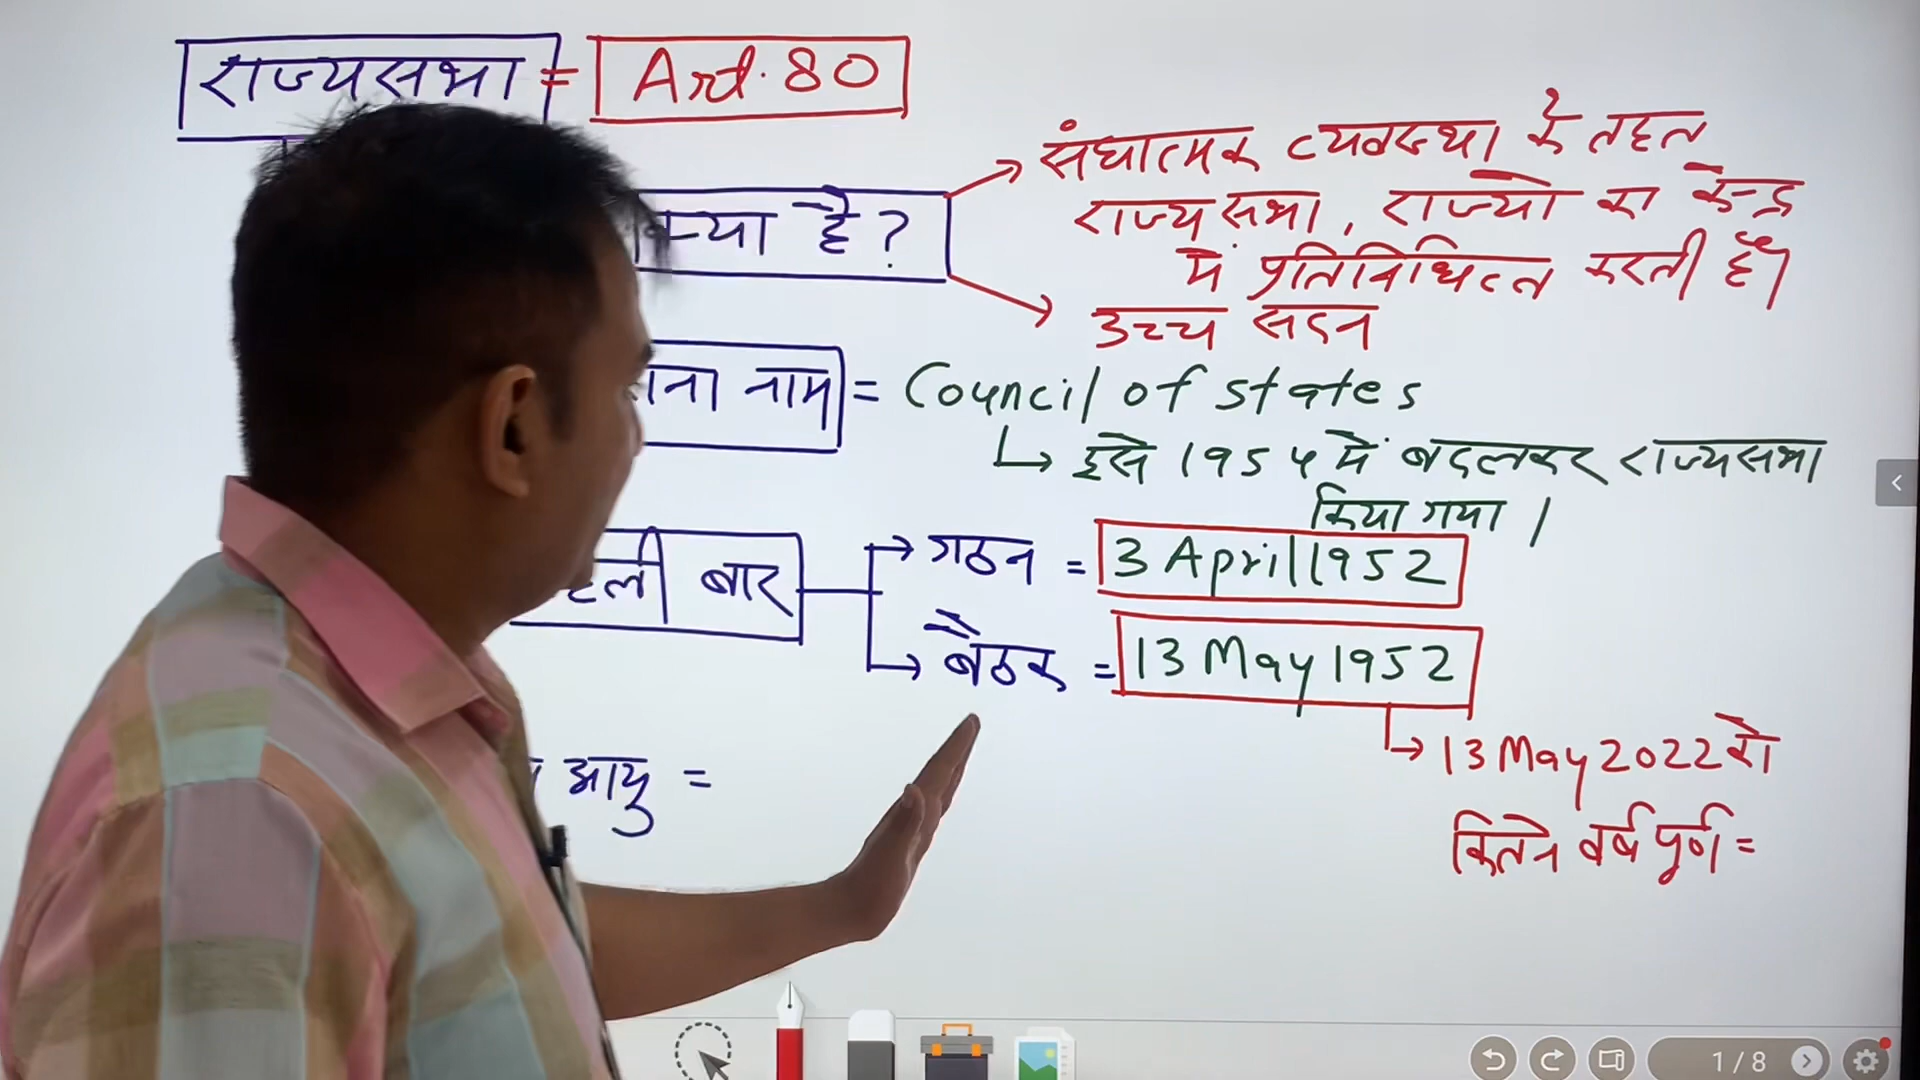 राज्यसभा = Art. 80
क्या है ?
संघात्मक व्यवस्था के तहत
राज्य सभा, राज्यों का केन्द्र
में प्रतिनिधित्व करती है।
उच्च सदन
नाम = Council of states
इसे 1954 में बदलकर राज्यसभा
किया गया।
बार
गठन = 3 April 1952
बैठक = 13 May 1952
13 May 2022 को
कितने वर्ष पूर्ण =
आयु =
1/8